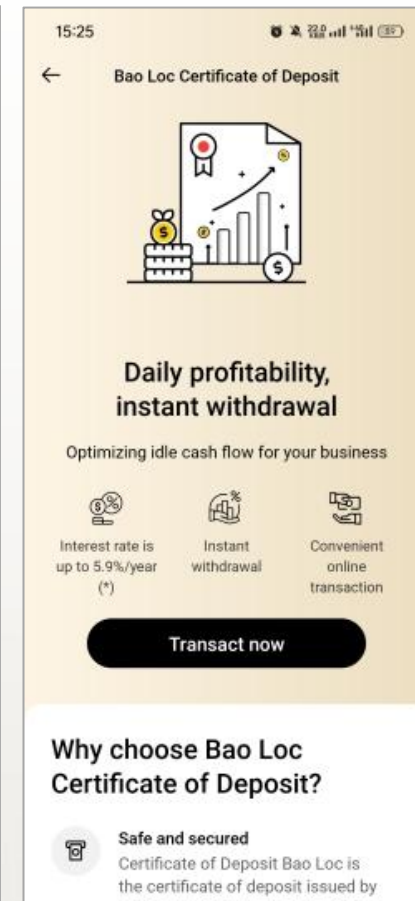 15:25
Bao Loc Certificate of Deposit
Daily profitability,
instant withdrawal
Optimizing idle cash flow for your business
Interest rate is
up to 5.9%/year
(*)
Instant
withdrawal
Convenient
online
transaction
Transact now
Why choose Bao Loc
Certificate of Deposit?
Safe and secured
Certificate of Deposit Bao Loc is
the certificate of deposit issued by